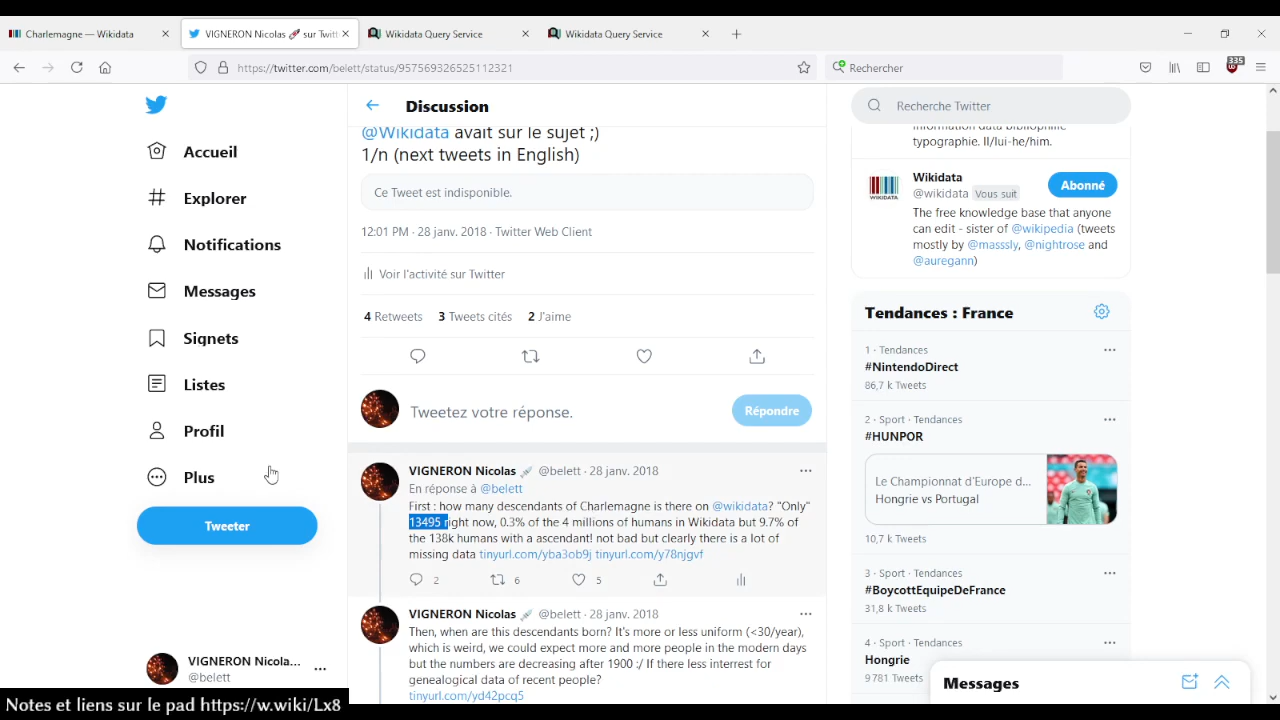 Charlemagne — Wikidata
VIGNERON Nicolas sur Twitt
Wikidata Query Service
Wikidata Query Service
https://twitter.com/belett/status/957569326525112321
Rechercher
335
Accueil
Explorer
Notifications
Messages
Signets
Listes
Profil
Plus
Tweeter
VIGNERON Nicola...
@belett
Notes et liens sur le pad https://w.wiki/Lx8
Discussion
@Wikidata avait sur le sujet ;)
1/n (next tweets in English)
Ce Tweet est indisponible.
12:01 PM · 28 janv. 2018 · Twitter Web Client
Voir l'activité sur Twitter
4 Retweets 3 Tweets cités 2 J'aime
Tweetez votre réponse.
Répondre
VIGNERON Nicolas @belett · 28 janv. 2018
En réponse à @belett
First : how many descendants of Charlemagne is there on @wikidata? "Only"
13495 right now, 0.3% of the 4 millions of humans in Wikidata but 9.7% of
the 138k humans with a ascendant! not bad but clearly there is a lot of
missing data tinyurl.com/yba3ob9j tinyurl.com/y78njgvf
2 6 5
VIGNERON Nicolas @belett · 28 janv. 2018
Then, when are this descendants born? It's more or less uniform (<30/year),
which is weird, we could expect more and more people in the modern days
but the numbers are decreasing after 1900 :/ If there less interrest for
genealogical data of recent people?
tinyurl.com/yd42pcq5
Recherche Twitter
information data bibliophilie
typographie. Il/lui-he/him.
Wikidata
@wikidata Vous suit
Abonné
WIKIDATA
The free knowledge base that anyone
can edit - sister of @wikipedia (tweets
mostly by @masssly, @nightrose and
@auregann)
Tendances : France
1 · Tendances
#NintendoDirect
86,7 k Tweets
2 · Sport · Tendances
#HUNPOR
Le Championnat d'Europe d...
Hongrie vs Portugal
10,7 k Tweets
3 · Sport · Tendances
#BoycottEquipeDeFrance
31,8 k Tweets
4 · Sport · Tendances
Hongrie
9 781 Tweets
Messages